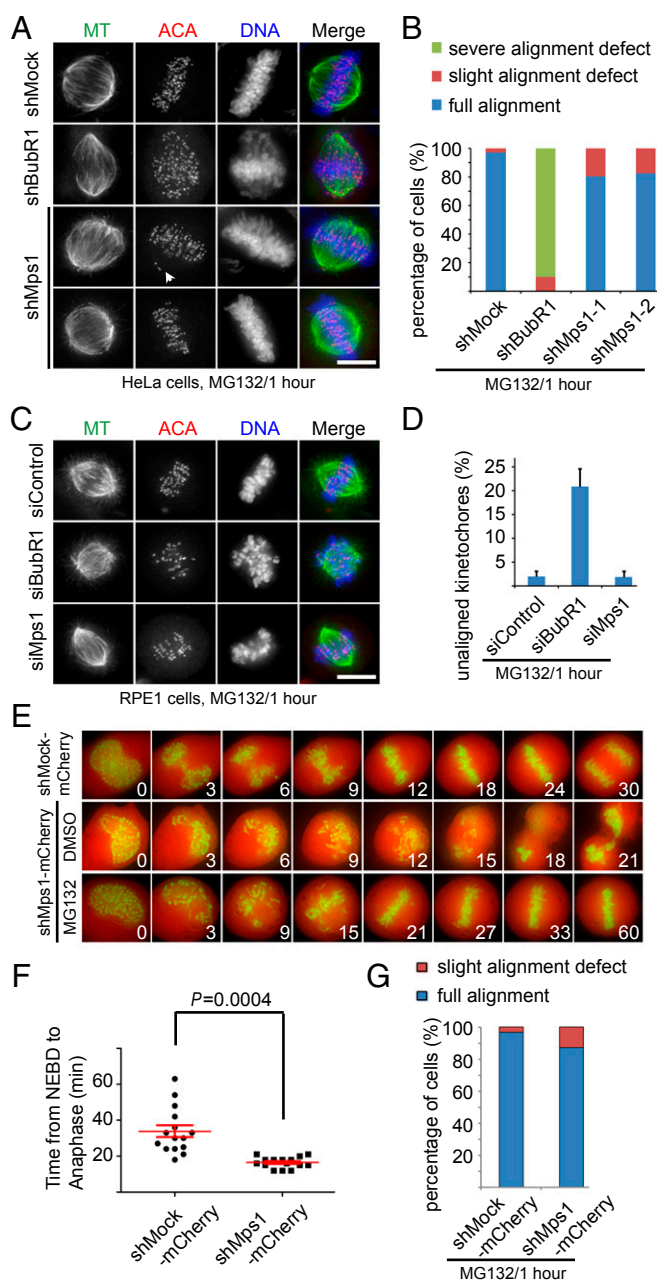 A
MT ACA DNA Merge
shMock
shBubR1
shMps1
HeLa cells, MG132/1 hour
B
severe alignment defect
slight alignment defect
full alignment
percentage of cells (%)
100
80
60
40
20
shMock
shBubR1
shMps1-1
shMps1-2
MG132/1 hour
C
MT ACA DNA Merge
siControl
siBubR1
siMps1
RPE1 cells, MG132/1 hour
D
unaligned kinetochores (%)
25
20
15
10
5
siControl
siBubR1
siMps1
MG132/1 hour
E
shMock-
mCherry
0 3 6 9 12 18 24 30
shMps1-mCherry
DMSO
0 3 6 9 12 15 18 21
MG132
0 3 9 15 21 27 33 60
F
P=0.0004
Time from NEBD to
Anaphase (min)
60
40
20
shMock
-mCherry
shMps1
-mCherry
G
slight alignment defect
full alignment
percentage of cells (%)
100
80
60
40
20
shMock
-mCherry
shMps1
-mCherry
MG132/1 hour